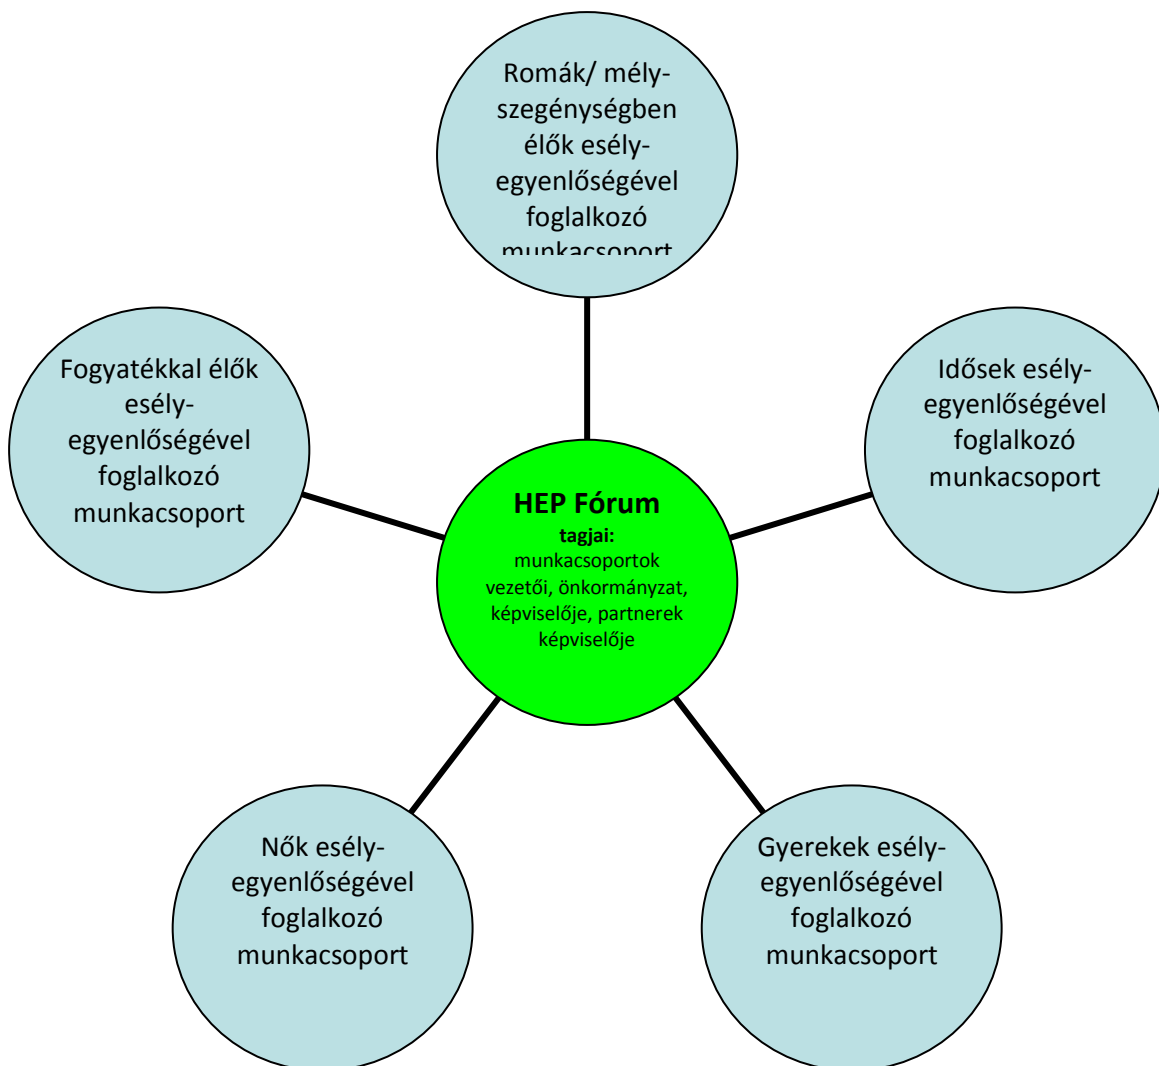 Romák/ mély-
szegénységben
élők esély-
egyenlőségével
foglalkozó
munkacsoport
Fogyatékkal élők
esély-
egyenlőségével
foglalkozó
munkacsoport
Idősek esély-
egyenlőségével
foglalkozó
munkacsoport
HEP Fórum
tagjai:
munkacsoportok
vezetői, önkormányzat,
képviselője, partnerek
képviselője
Nők esély-
egyenlőségével
foglalkozó
munkacsoport
Gyerekek esély-
egyenlőségével
foglalkozó
munkacsoport